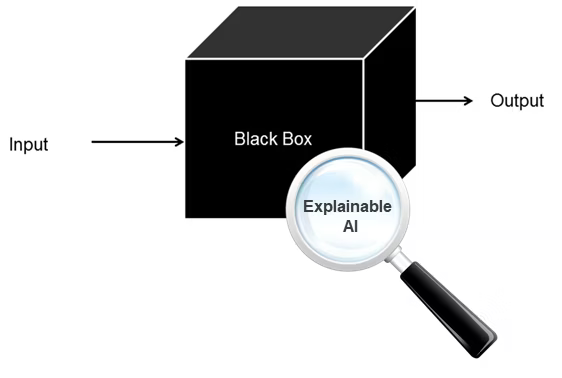 Input
Black Box
Output
Explainable
AI